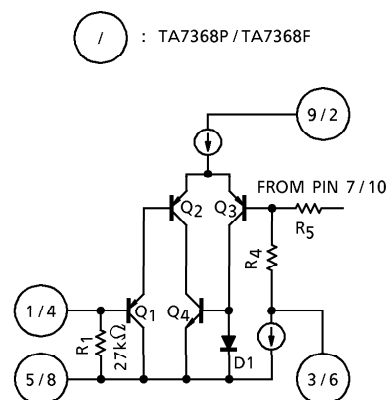 / : TA7368P / TA7368F
9 / 2
FROM PIN 7 / 10
Q2 Q3
R5
R4
1 / 4
Q1 Q4
R1
27kΩ
D1
5 / 8
3 / 6